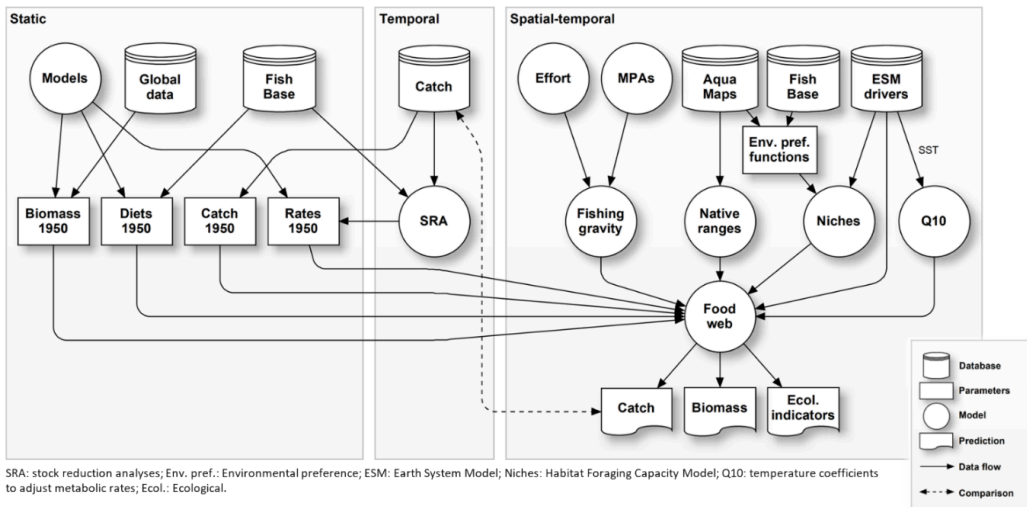 Static
Temporal
Spatial-temporal
Models
Global
data
Fish
Base
Catch
Effort
MPAs
Aqua
Maps
Fish
Base
ESM
drivers
Env. pref.
functions
SST
Biomass
1950
Diets
1950
Catch
1950
Rates
1950
SRA
Fishing
gravity
Native
ranges
Niches
Q10
Food
web
Catch
Biomass
Ecol.
indicators
Database
Parameters
Model
Prediction
Data flow
Comparison
SRA: stock reduction analyses; Env. pref.: Environmental preference; ESM: Earth System Model; Niches: Habitat Foraging Capacity Model; Q10: temperature coefficients
to adjust metabolic rates; Ecol.: Ecological.